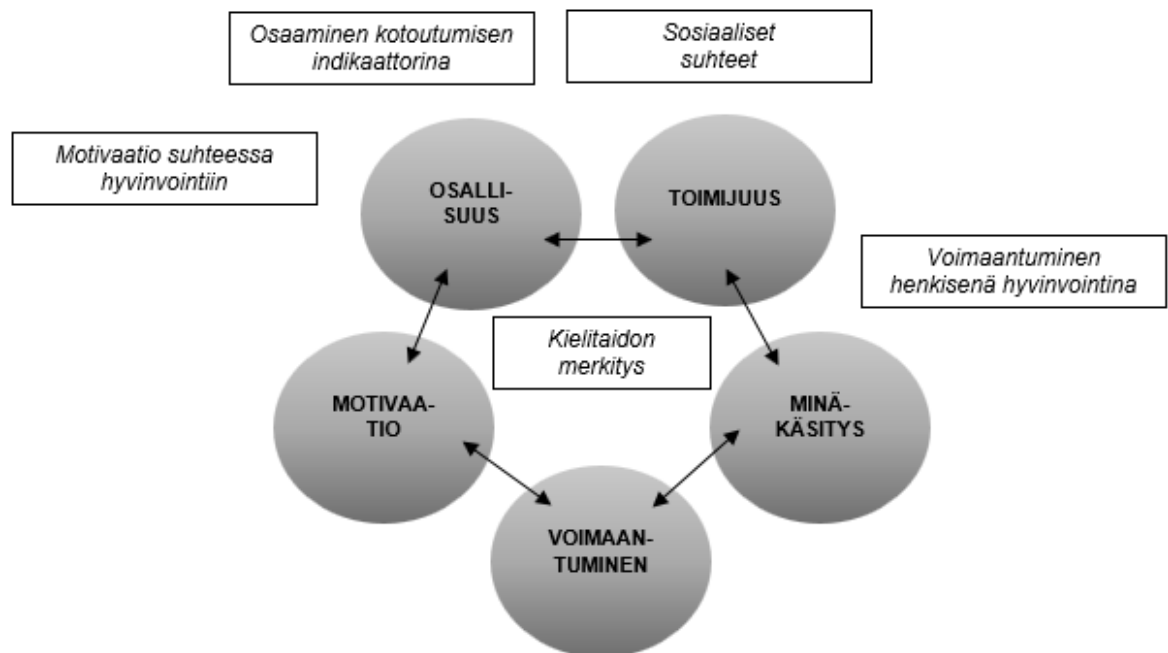 Osaaminen kotoutumisen
indikaattorina
Sosiaaliset
suhteet
Motivaatio suhteessa
hyvinvointiin
OSALLI-
SUUS
TOIMIJUUS
Voimaantuminen
henkisenä hyvinvointina
Kielitaidon
merkitys
MOTIVAA-
TIO
MINÄ-
KÄSITYS
VOIMAAN-
TUMINEN